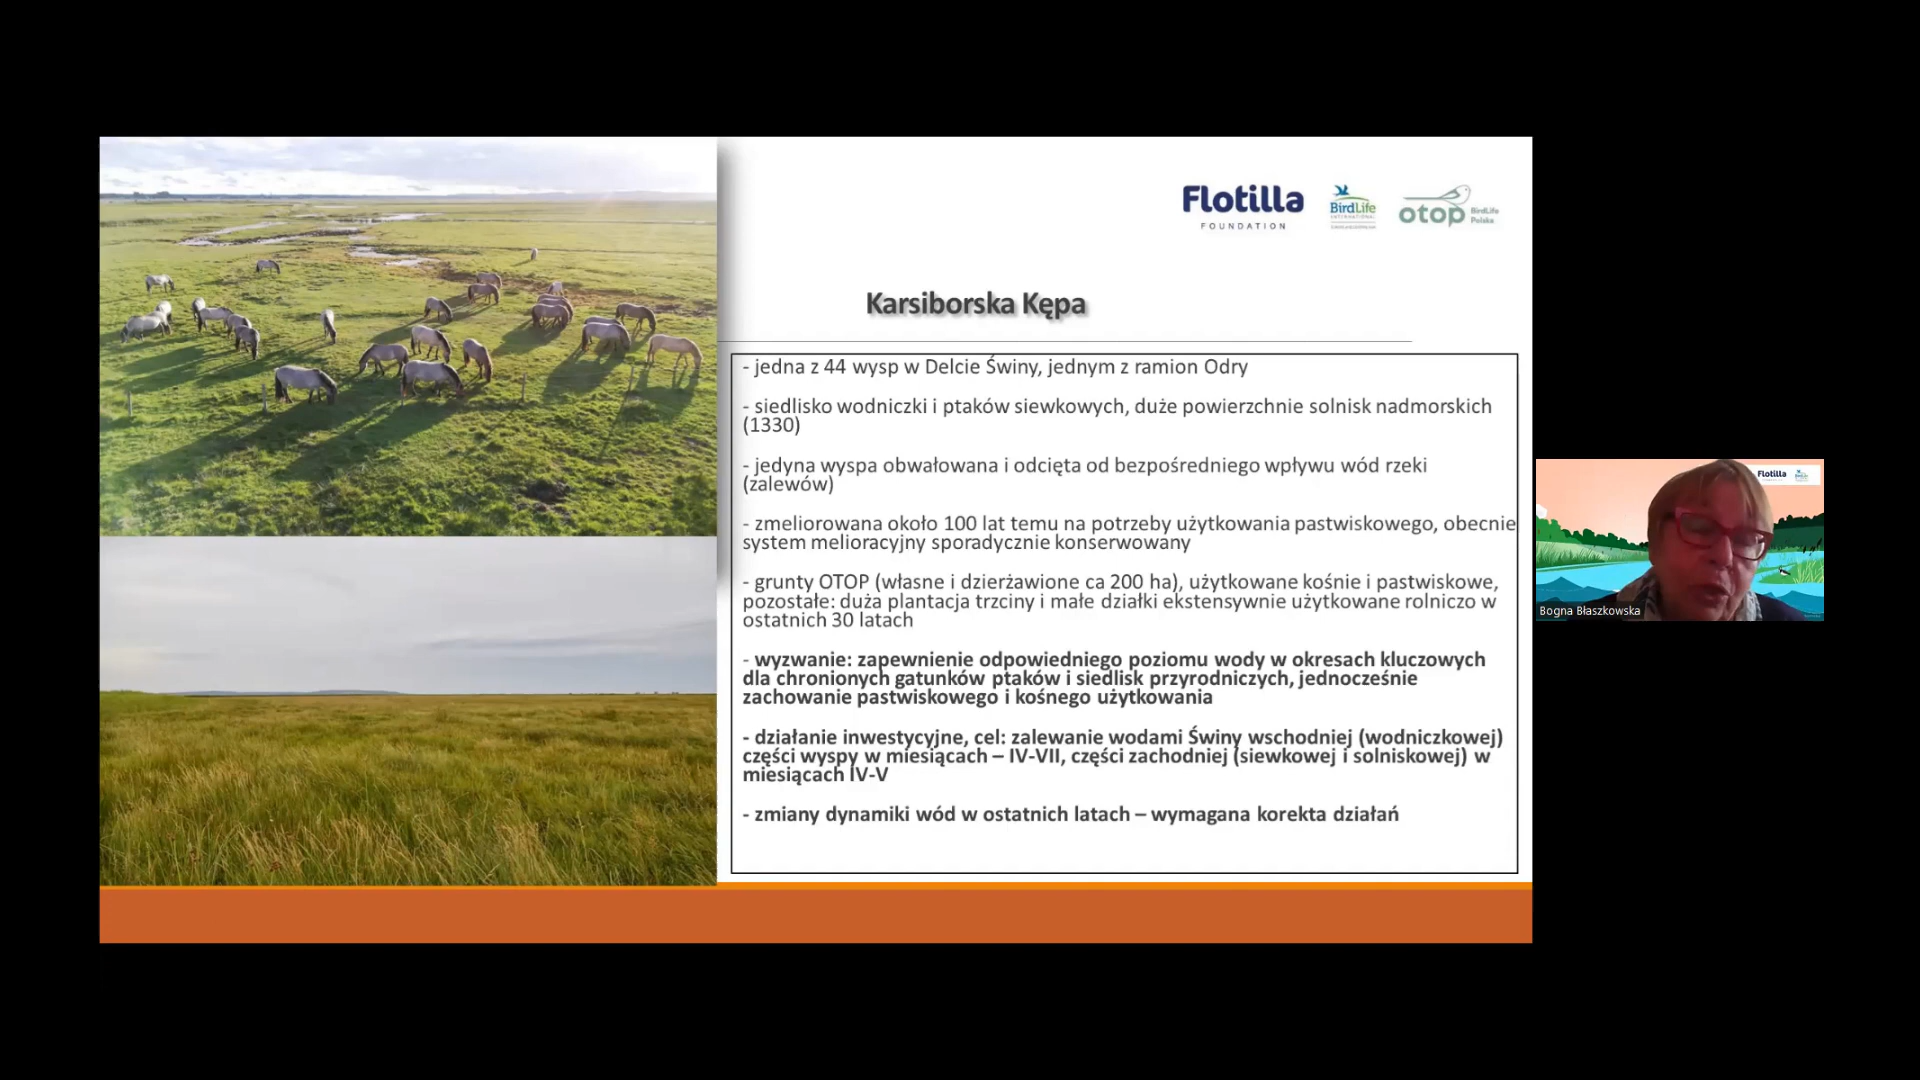 Flotilla
FOUNDATION
BirdLife
INTERNATIONAL
otop
BirdLife
Polska
Karsiborska Kępa
- jedna z 44 wysp w Delcie Świny, jednym z ramion Odry
- siedlisko wodniczki i ptaków siewkowych, duże powierzchnie solnisk nadmorskich
(1330)
- jedyna wyspa obwałowana i odcięta od bezpośredniego wpływu wód rzeki
(zalewów)
- zmeliorowana około 100 lat temu na potrzeby użytkowania pastwiskowego, obecnie
system melioracyjny sporadycznie konserwowany
- grunty OTOP (własne i dzierżawione ca 200 ha), użytkowane kośnie i pastwiskowe,
pozostałe: duża plantacja trzciny i małe działki ekstensywnie użytkowane rolniczo w
ostatnich 30 latach
- wyzwanie: zapewnienie odpowiedniego poziomu wody w okresach kluczowych
dla chronionych gatunków ptaków i siedlisk przyrodniczych, jednocześnie
zachowanie pastwiskowego i kośnego użytkowania
- działanie inwestycyjne, cel: zalewanie wodami Świny wschodniej (wodniczkowej)
części wyspy w miesiącach – IV-VII, części zachodniej (siewkowej i solniskowej) w
miesiącach IV-V
- zmiany dynamiki wód w ostatnich latach – wymagana korekta działań
Flotilla
Bogna Błaszkowska